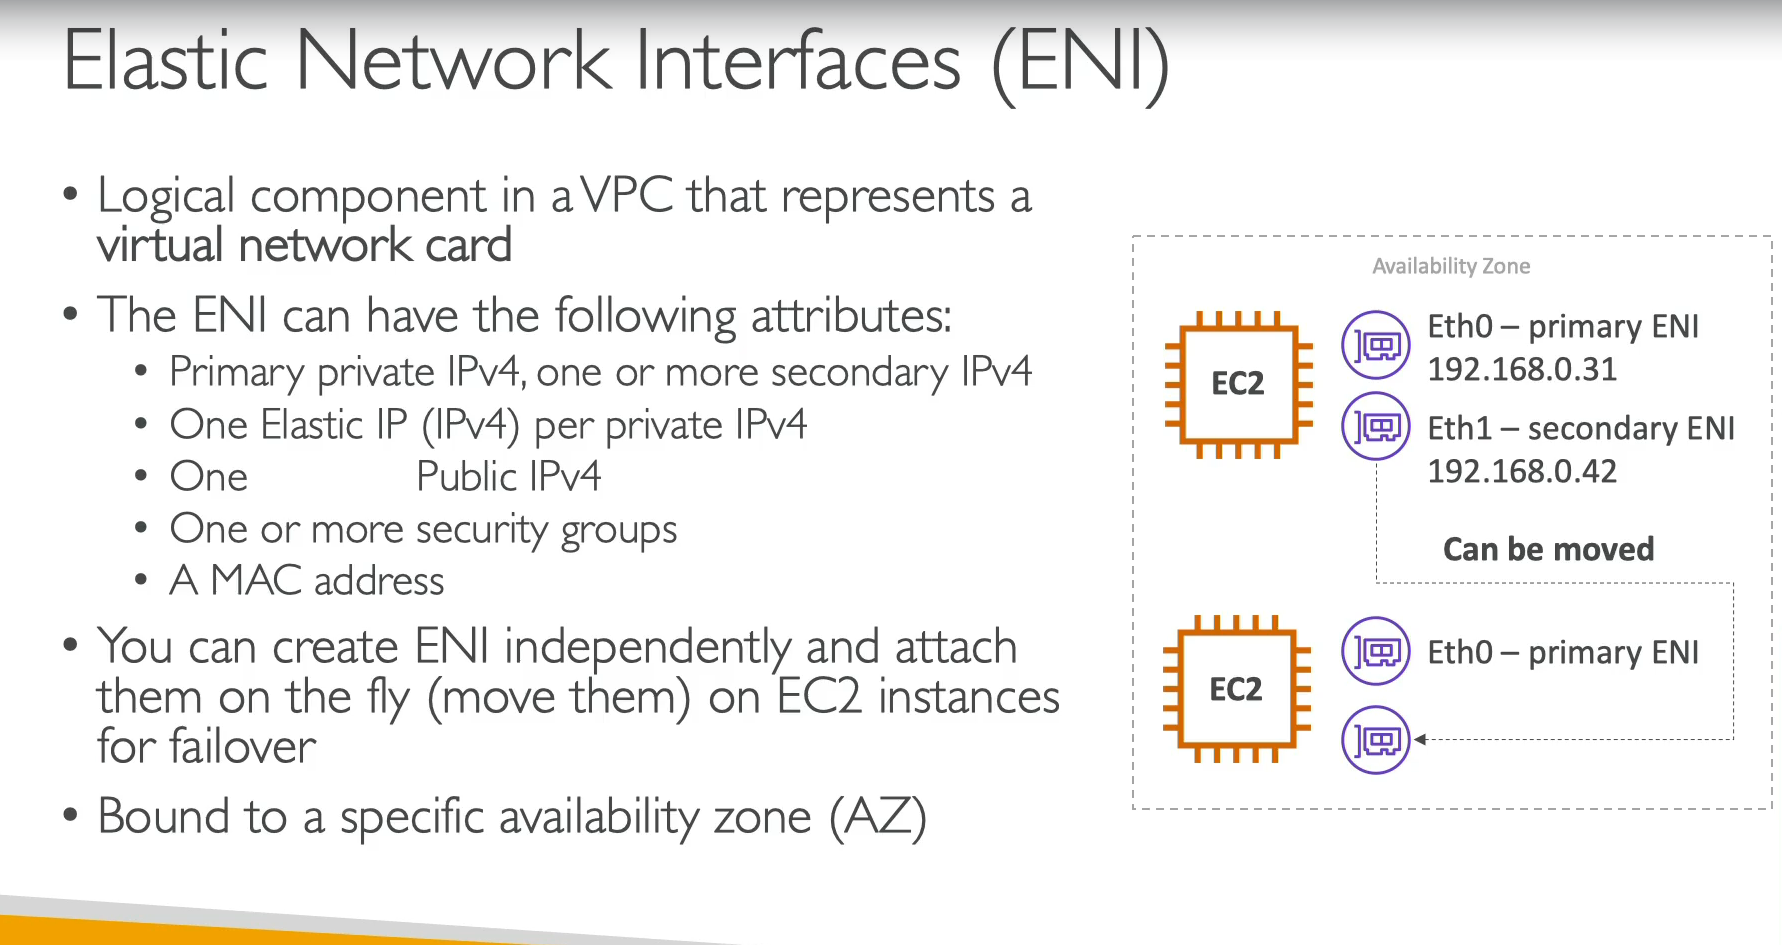 Elastic Network Interfaces (ENI)
• Logical component in a VPC that represents a
virtual network card
• The ENI can have the following attributes:
• Primary private IPv4, one or more secondary IPv4
• One Elastic IP (IPv4) per private IPv4
• One Public IPv4
• One or more security groups
• A MAC address
• You can create ENI independently and attach
them on the fly (move them) on EC2 instances
for failover
• Bound to a specific availability zone (AZ)
Availability Zone
EC2
Eth0 – primary ENI
192.168.0.31
Eth1 – secondary ENI
192.168.0.42
Can be moved
EC2
Eth0 – primary ENI